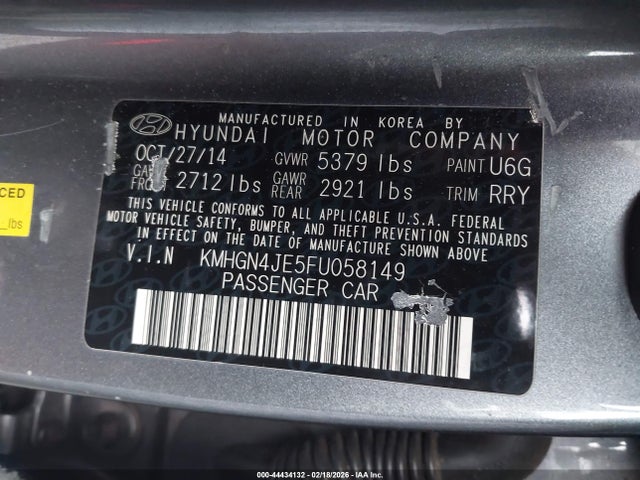 MANUFACTURED IN KOREA BY
HYUNDAI MOTOR COMPANY
OCT/27/14 GVWR 5379 lbs PAINT U6G
GAWR FRONT 2712 lbs GAWR REAR 2921 lbs TRIM RRY
THIS VEHICLE CONFORMS TO ALL APPLICABLE U.S.A. FEDERAL
MOTOR VEHICLE SAFETY, BUMPER, AND THEFT PREVENTION STANDARDS
IN EFFECT ON THE DATE OF MANUFACTURE SHOWN ABOVE
V.I.N KMHGN4JE5FU058149
PASSENGER CAR
CED
lbs
000-44434132 - 02/18/2026 - IAA Inc.